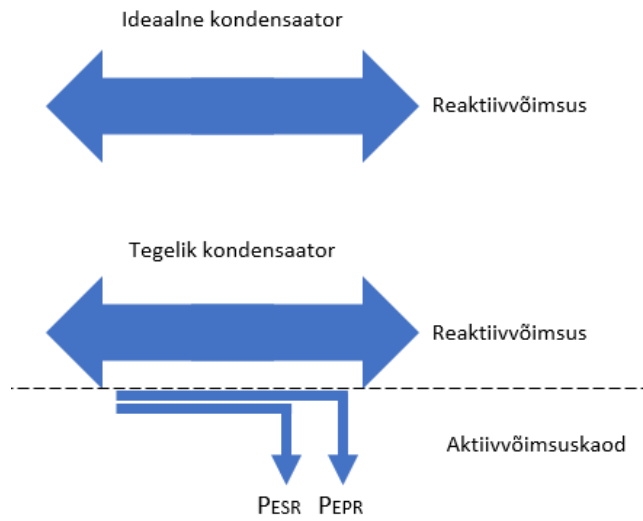 Ideaalne kondensaator
Reaktiivvõimsus
Tegelik kondensaator
Reaktiivvõimsus
Aktiivvõimsuskaod
PESR PEPR